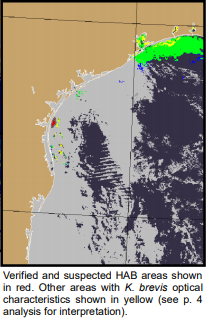 Verified and suspected HAB areas shown
in red. Other areas with K. brevis optical
characteristics shown in yellow (see p. 4
analysis for interpretation).